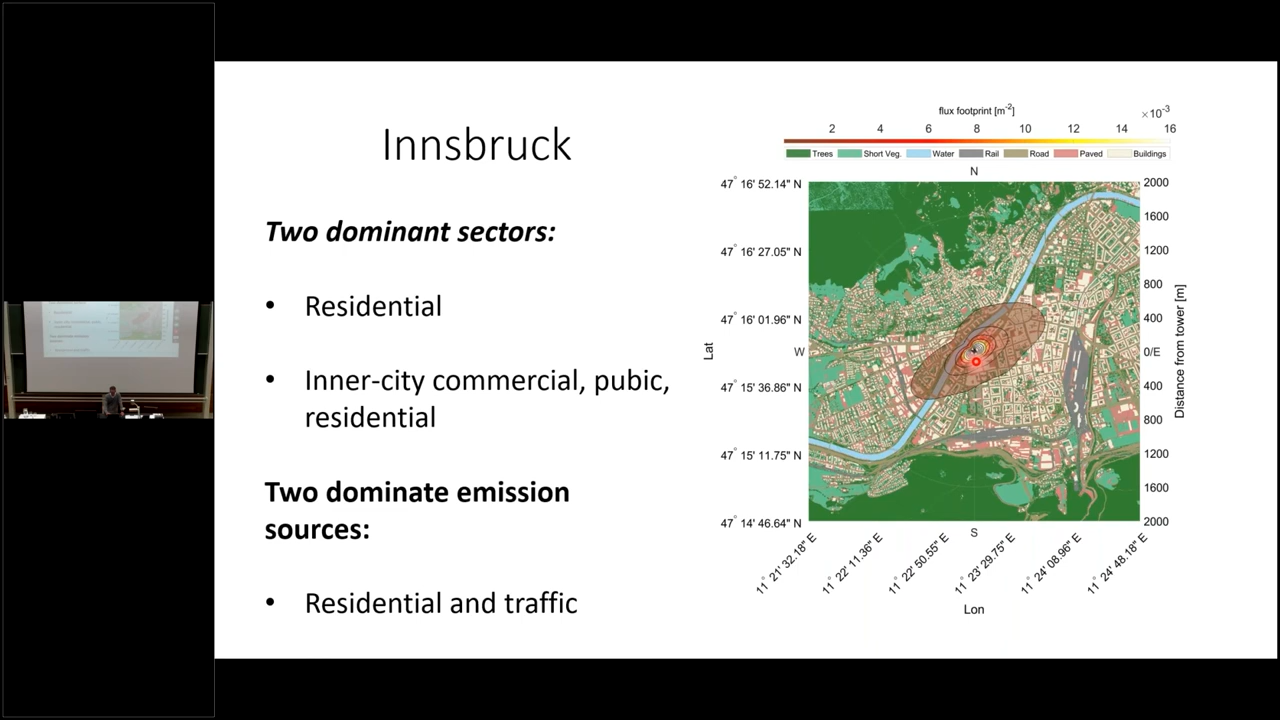 Innsbruck
Two dominant sectors:
• Residential
• Inner-city commercial, pubic,
residential
Two dominate emission
sources:
• Residential and traffic
flux footprint [m-2]
×10-3
2 4 6 8 10 12 14 16
Trees Short Veg. Water Rail Road Paved Buildings
N
47° 16' 52.14" N
47° 16' 27.05" N
47° 16' 01.96" N
47° 15' 36.86" N
47° 15' 11.75" N
47° 14' 46.64" N
Lat
W
2000
1600
1200
800
400
0/E
400
800
1200
1600
2000
Distance from tower [m]
S
11° 21' 32.18" E
11° 22' 11.36" E
11° 22' 50.55" E
11° 23' 29.75" E
11° 24' 08.96" E
11° 24' 48.18" E
Lon